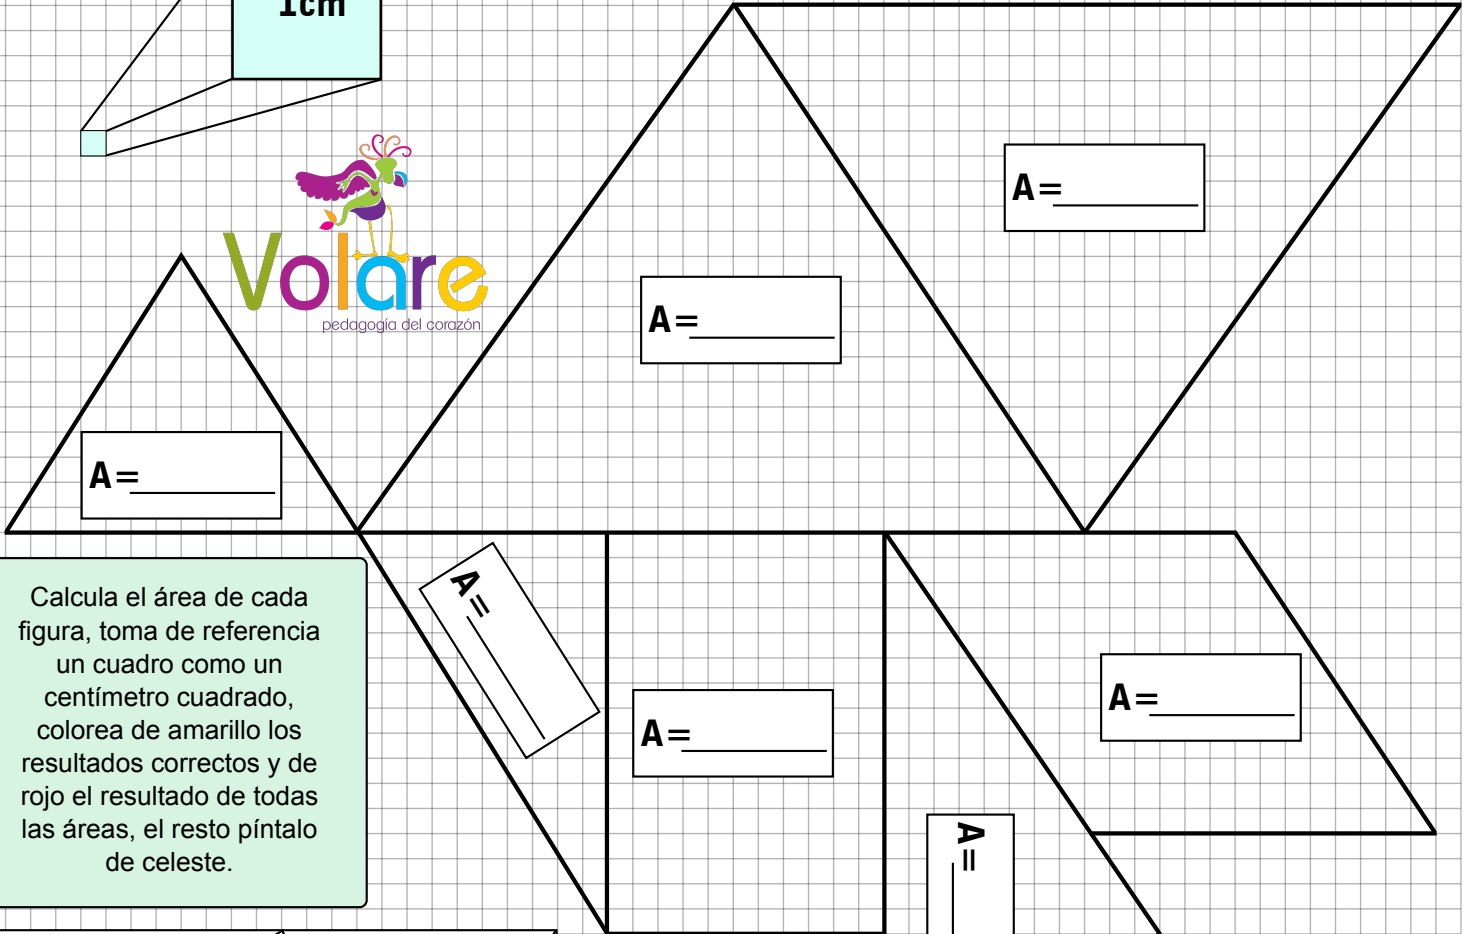 1cm
A=
A=
Volare
pedagogía del corazón
A=
A=
Calcula el área de cada
figura, toma de referencia
un cuadro como un
centímetro cuadrado,
colorea de amarillo los
resultados correctos y de
rojo el resultado de todas
las áreas, el resto píntalo
de celeste.
A=
A=
A=